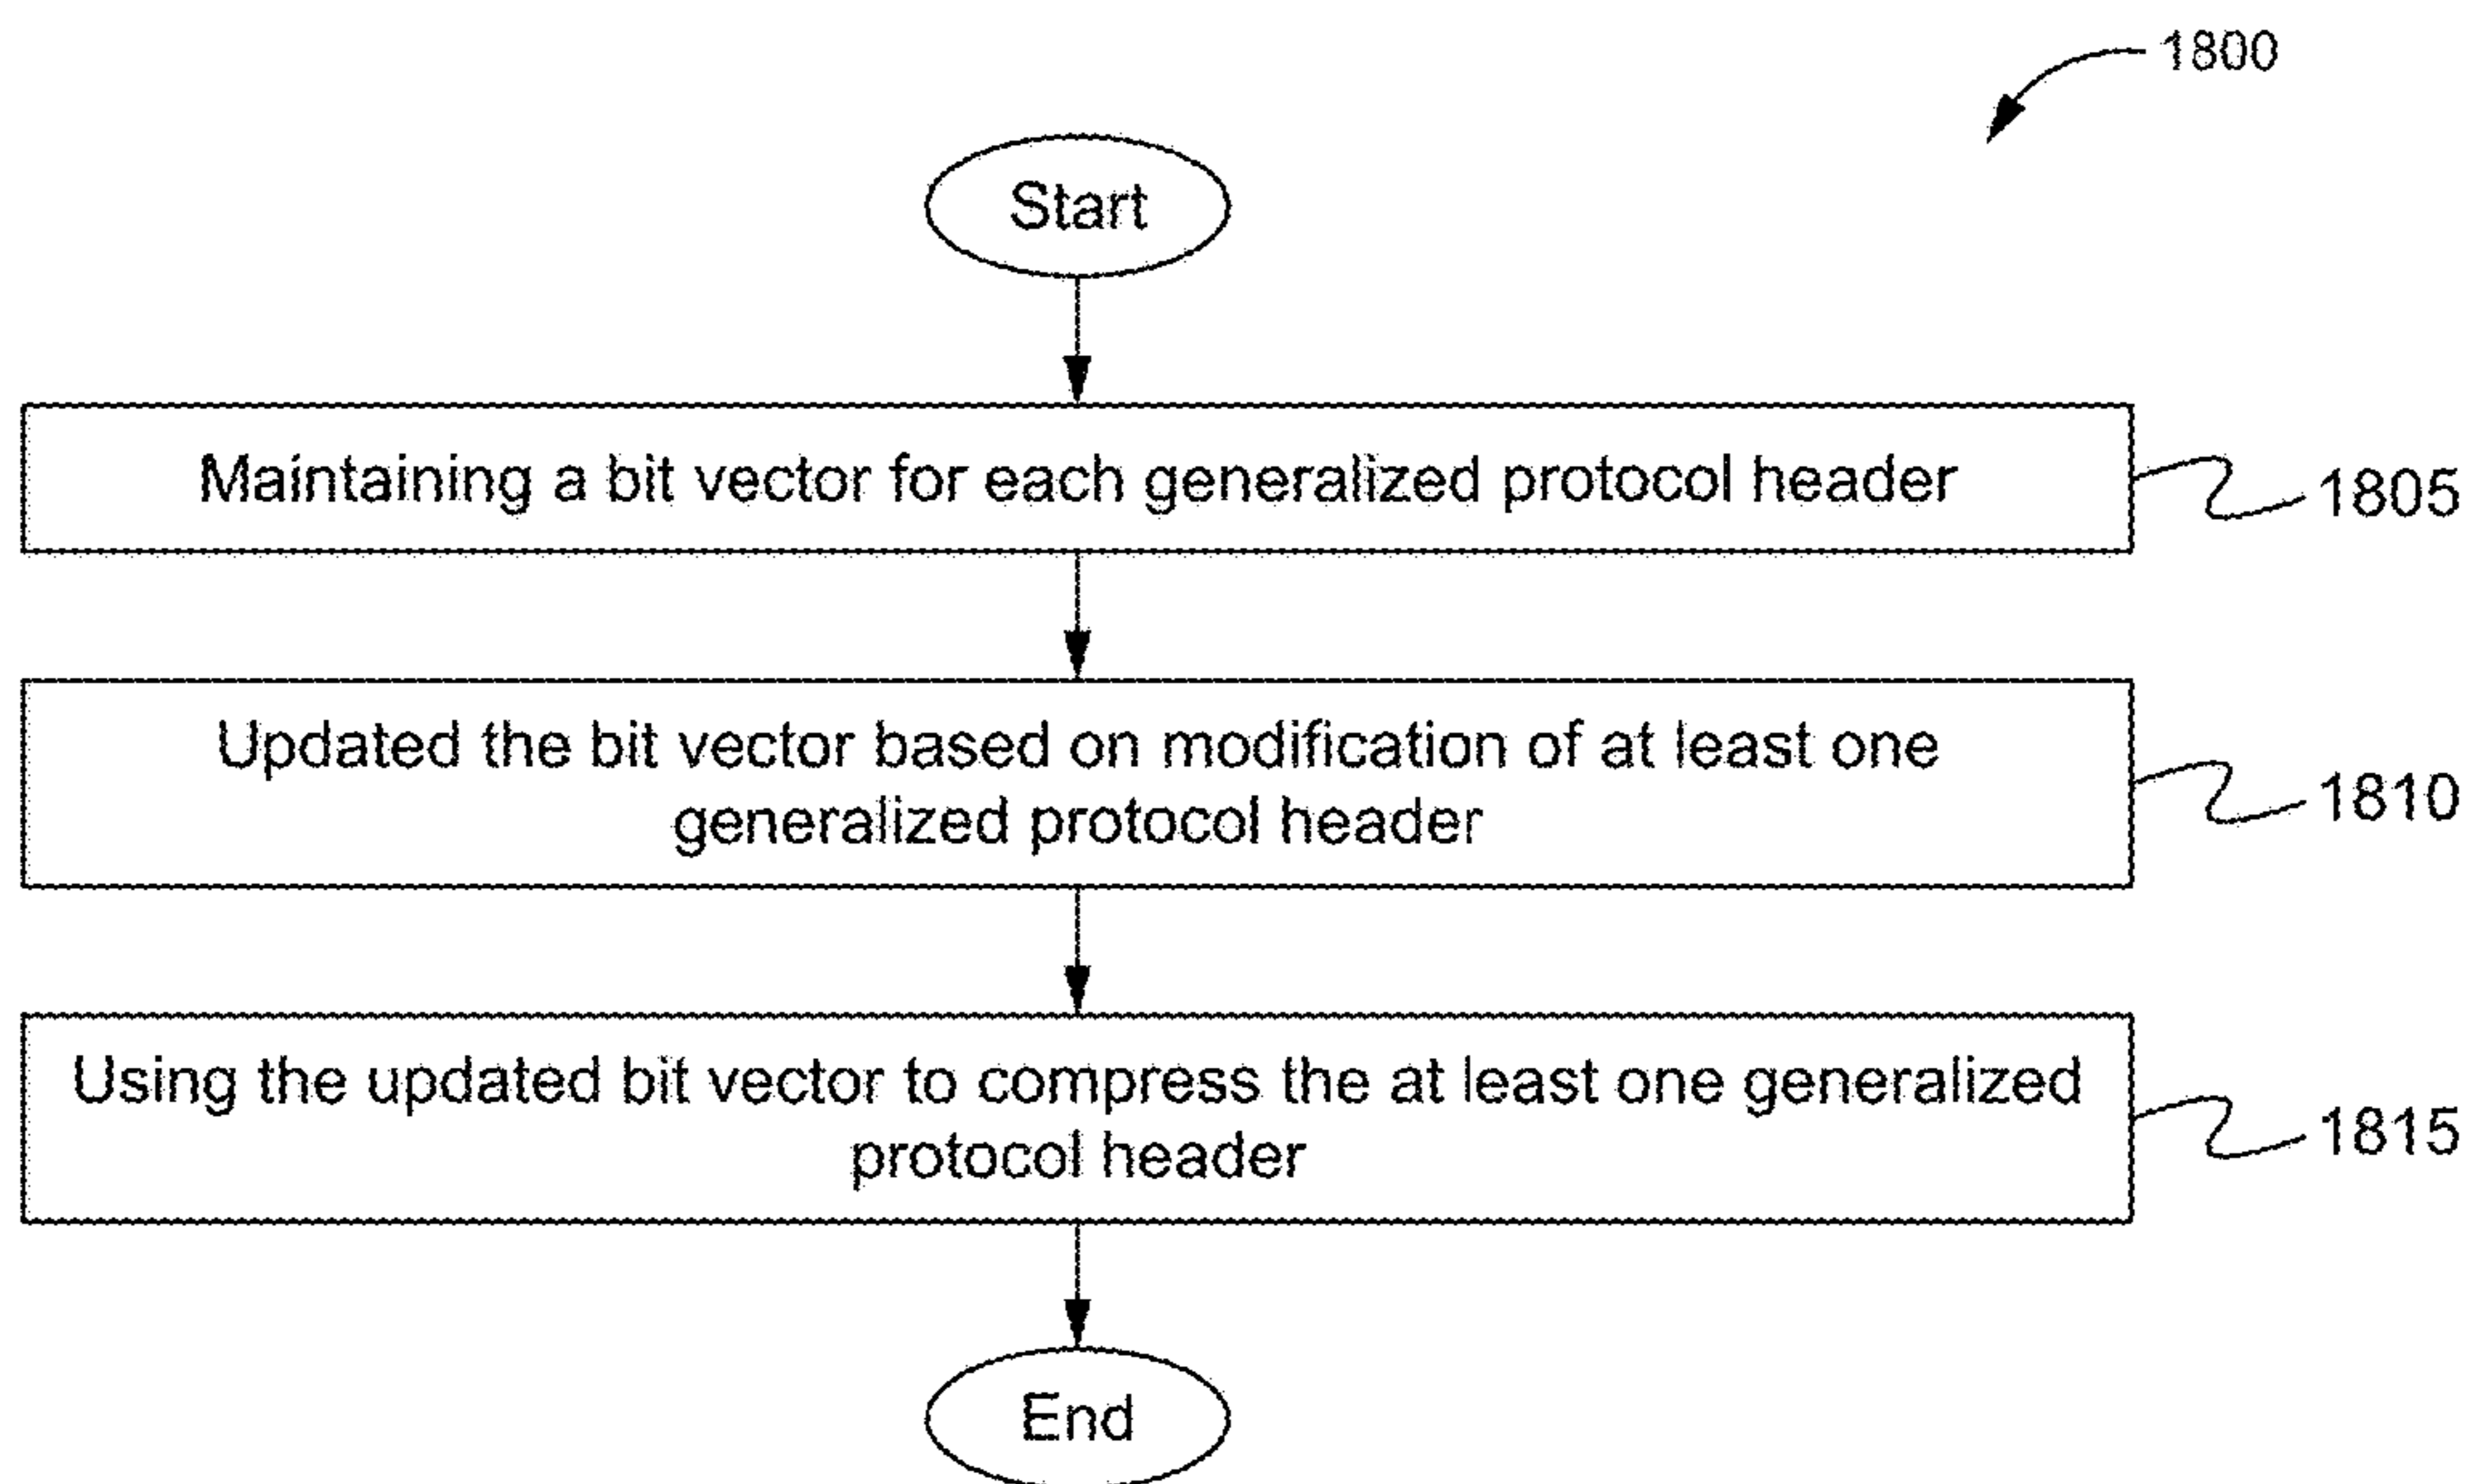 1800
Start
Maintaining a bit vector for each generalized protocol header
1805
Updated the bit vector based on modification of at least one
generalized protocol header
1810
Using the updated bit vector to compress the at least one generalized
protocol header
1815
End